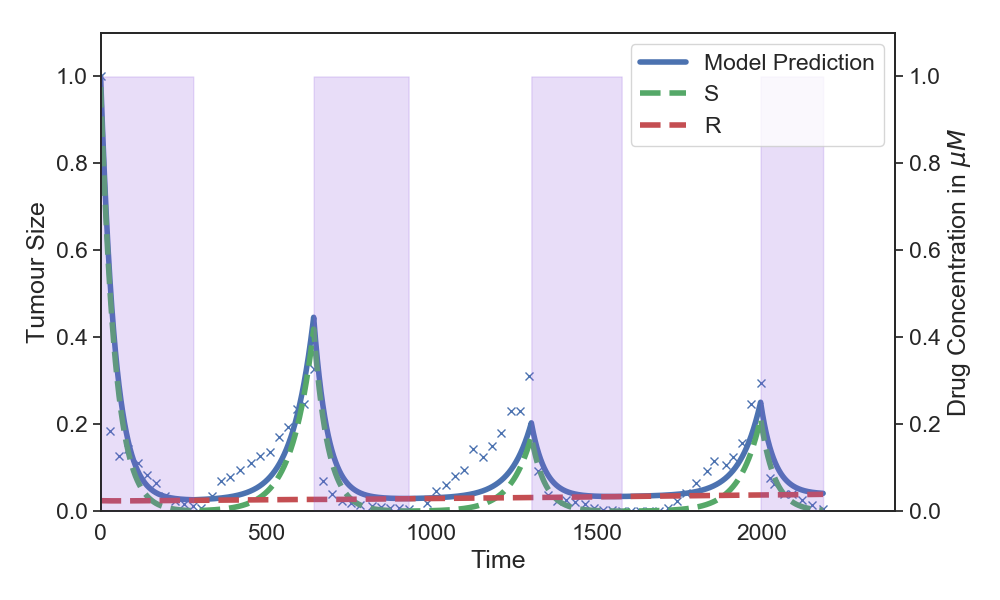 Model Prediction
S
R
1.0
0.8
0.6
0.4
0.2
0.0
1.0
0.8
0.6
0.4
0.2
0.0
0
500
1000
1500
2000
Time
Tumour Size
Drug Concentration in μM